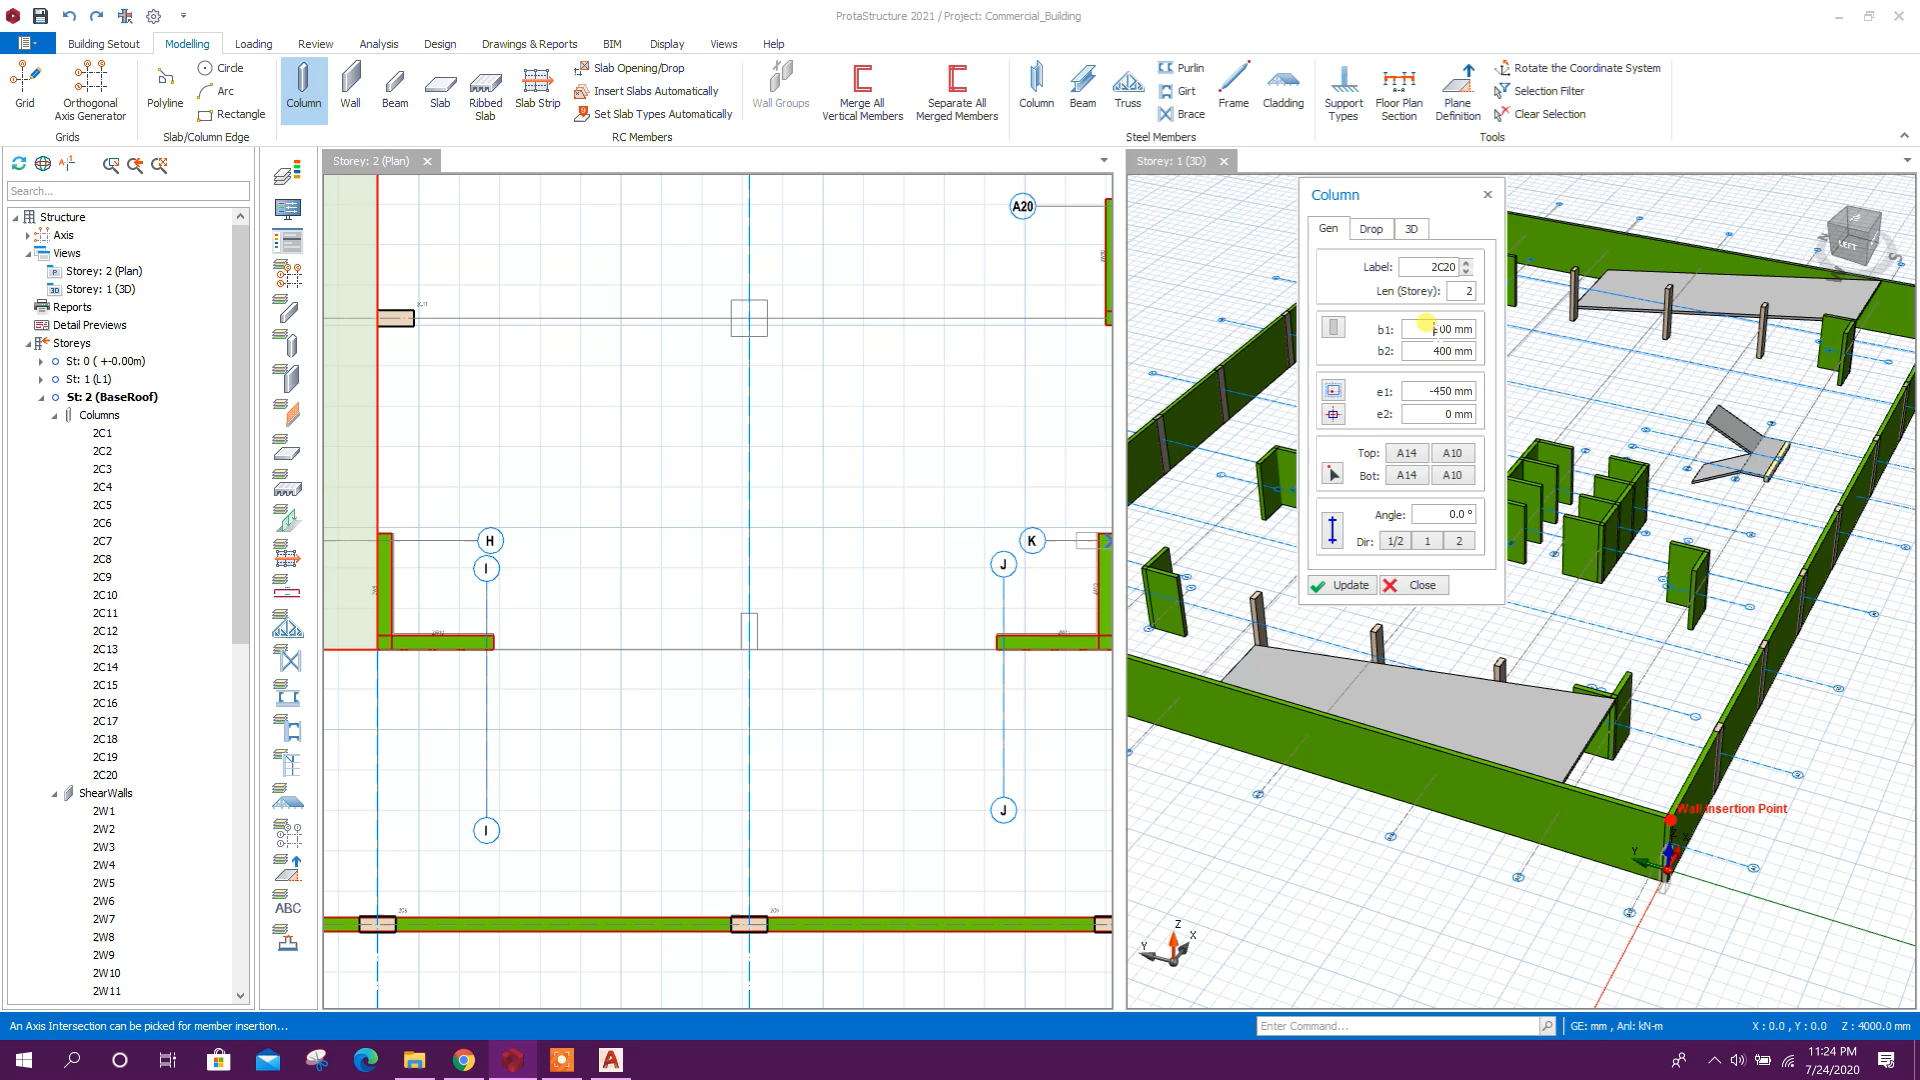 ProtaStructure 2021 / Project: Commercial_Building
Building Setout
Modelling
Loading
Review
Analysis
Design
Drawings & Reports
BIM
Display
Views
Help
Grid
Orthogonal Axis Generator
Polyline
Circle
Arc
Rectangle
Column
Wall
Beam
Slab
Ribbed Slab
Slab Strip
Slab Opening/Drop
Insert Slabs Automatically
Set Slab Types Automatically
Wall Groups
Merge All Vertical Members
Separate All Merged Members
Column
Beam
Truss
Purlin
Girt
Brace
Frame
Cladding
Support Types
Floor Plan Section
Plane Definition
Rotate the Coordinate System
Selection Filter
Clear Selection
Grids
Slab/Column Edge
RC Members
Steel Members
Tools
Search...
Structure
Axis
Views
Storey: 2 (Plan)
Storey: 1 (3D)
Reports
Detail Previews
Storeys
St: 0 ( +-0.00m)
St: 1 (L1)
St: 2 (BaseRoof)
Columns
2C1
2C2
2C3
2C4
2C5
2C6
2C7
2C8
2C9
2C10
2C11
2C12
2C13
2C14
2C15
2C16
2C17
2C18
2C19
2C20
ShearWalls
2W1
2W2
2W3
2W4
2W5
2W6
2W7
2W8
2W9
2W10
2W11
ABC
Storey: 2 (Plan)
A20
H
I
K
J
I
J
Storey: 1 (3D)
LEFT
Column
Gen
Drop
3D
Label: 2C20
Len (Storey): 2
b1: 00 mm
b2: 400 mm
e1: -450 mm
e2: 0 mm
Top: A14 A10
Bot: A14 A10
Angle: 0.0 °
Dir: 1/2 1 2
Update
Close
Wall Insertion Point
Z
X
Y
Z
X
Y
An Axis Intersection can be picked for member insertion...
Enter Command...
GE: mm , Anl: kN-m
X : 0.0 , Y : 0.0
Z : 4000.0 mm
11:24 PM
7/24/2020